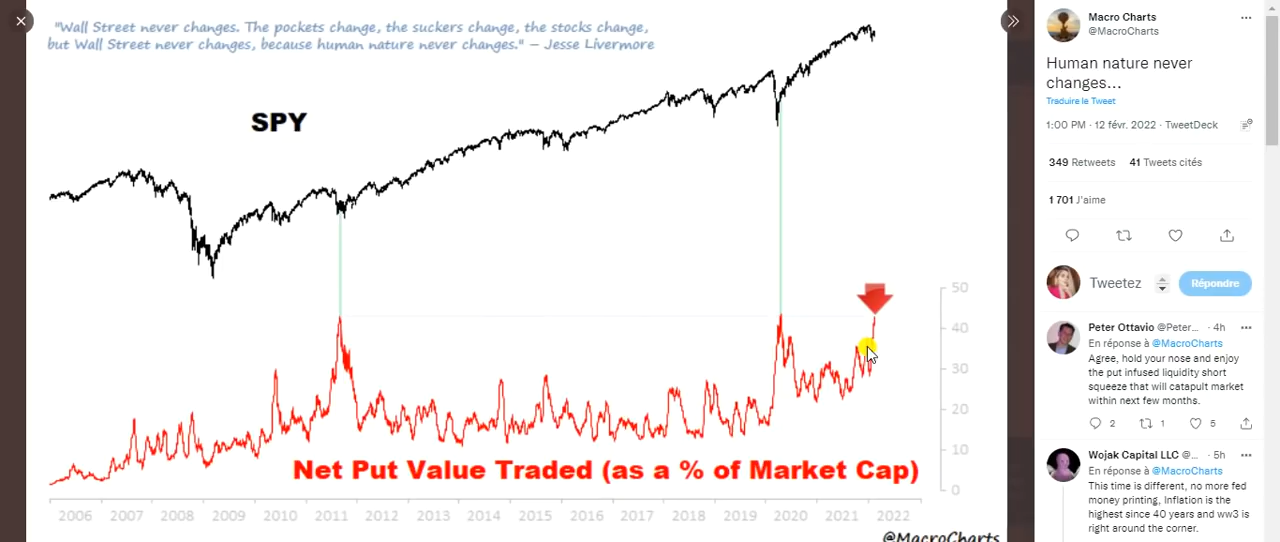 "Wall Street never changes. The pockets change, the suckers change, the stocks change,
but Wall Street never changes, because human nature never changes." – Jesse Livermore
SPY
50
40
30
20
10
0
Net Put Value Traded (as a % of Market Cap)
2006 2007 2008 2009 2010 2011 2012 2013 2014 2015 2016 2017 2018 2019 2020 2021 2022
@MacroCharts
Macro Charts
@MacroCharts
Human nature never
changes...
Traduire le Tweet
1:00 PM · 12 févr. 2022 · TweetDeck
349 Retweets 41 Tweets cités
1 701 J'aime
Tweetez
Répondre
Peter Ottavio @Peter... · 4h
En réponse à @MacroCharts
Agree, hold your nose and enjoy
the put infused liquidity short
squeeze that will catapult market
within next few months.
2 1 5
Wojak Capital LLC @... · 5h
En réponse à @MacroCharts
This time is different, no more fed
money printing, Inflation is the
highest since 40 years and ww3 is
right around the corner.